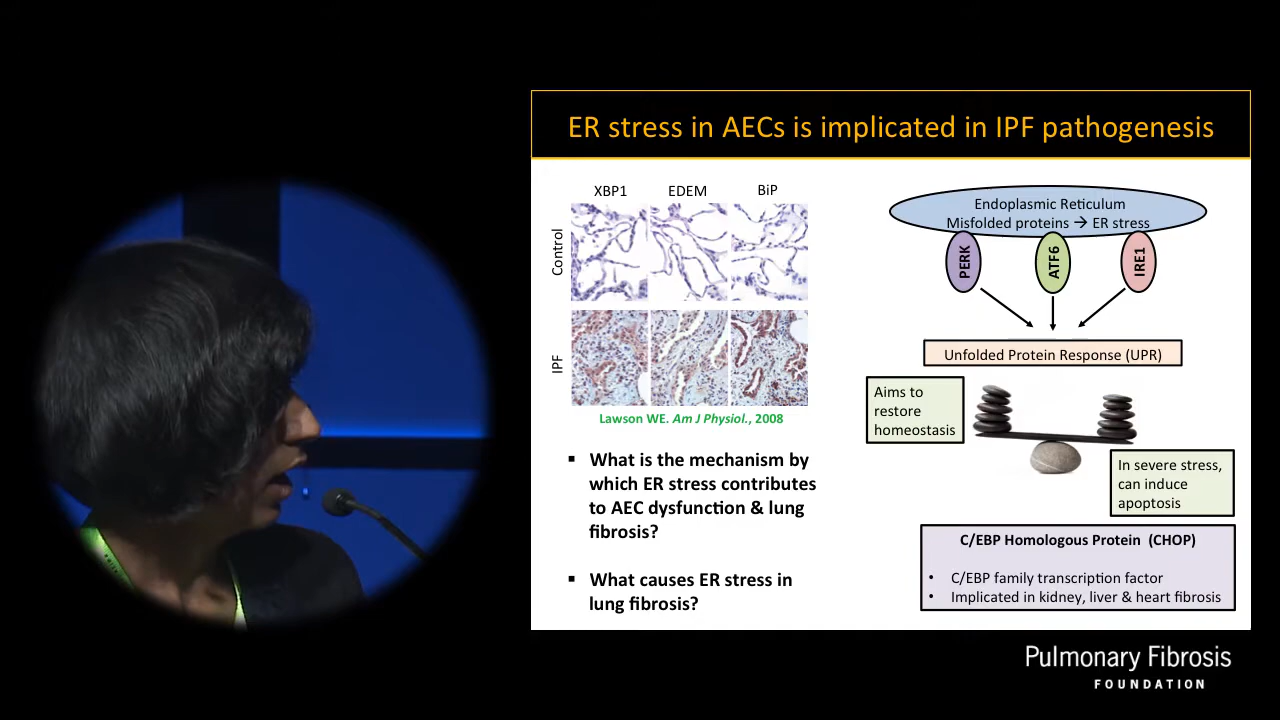 ER stress in AECs is implicated in IPF pathogenesis
XBP1 EDEM BiP
Control
IPF
Lawson WE. Am J Physiol., 2008
▪ What is the mechanism by
which ER stress contributes
to AEC dysfunction & lung
fibrosis?
▪ What causes ER stress in
lung fibrosis?
Endoplasmic Reticulum
Misfolded proteins → ER stress
PERK ATF6 IRE1
Unfolded Protein Response (UPR)
Aims to
restore
homeostasis
In severe stress,
can induce
apoptosis
C/EBP Homologous Protein (CHOP)
• C/EBP family transcription factor
• Implicated in kidney, liver & heart fibrosis
Pulmonary Fibrosis
FOUNDATION